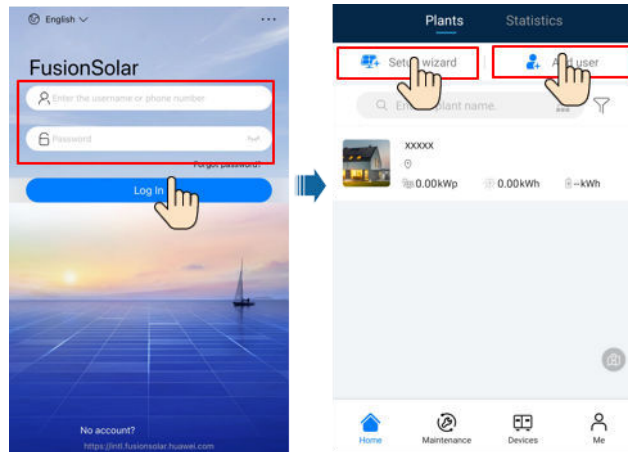 English
...
FusionSolar
Enter the username or phone number
Password
Forgot password?
Log In
No account?
https://intl.fusionsolar.huawei.com
Plants Statistics
wizard user
plant name.
xxxxx
0.00kWp 0.00kWh --kWh
Home Maintenance Devices Me